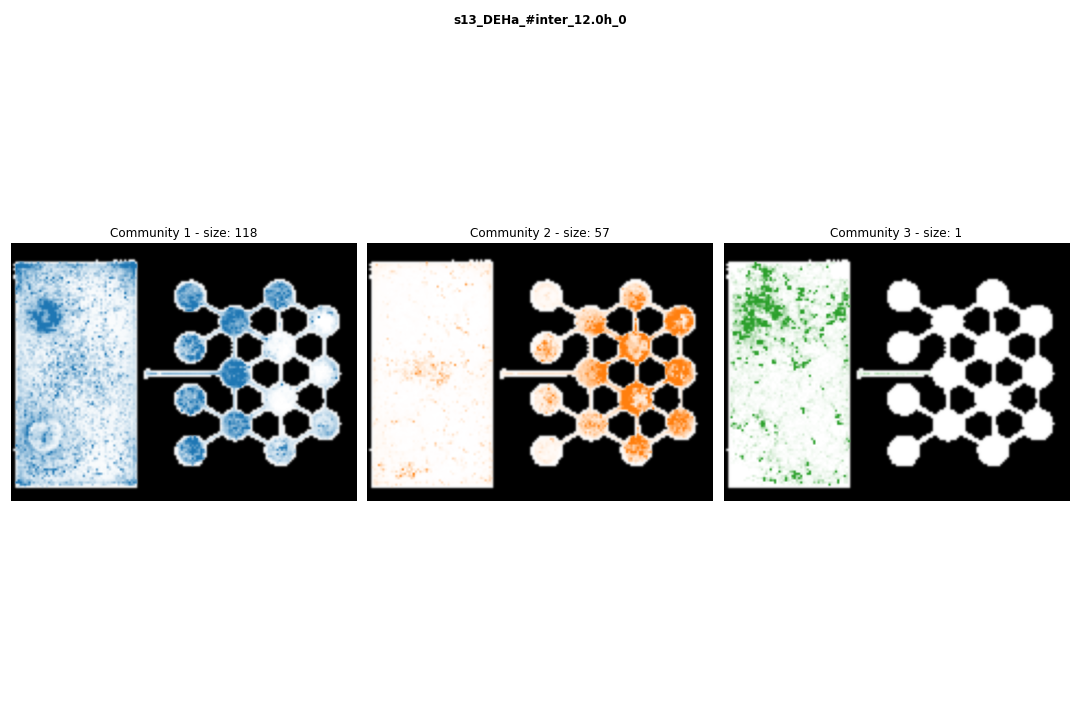 s13_DEHa_#inter_12.0h_0
Community 1 - size: 118
Community 2 - size: 57
Community 3 - size: 1